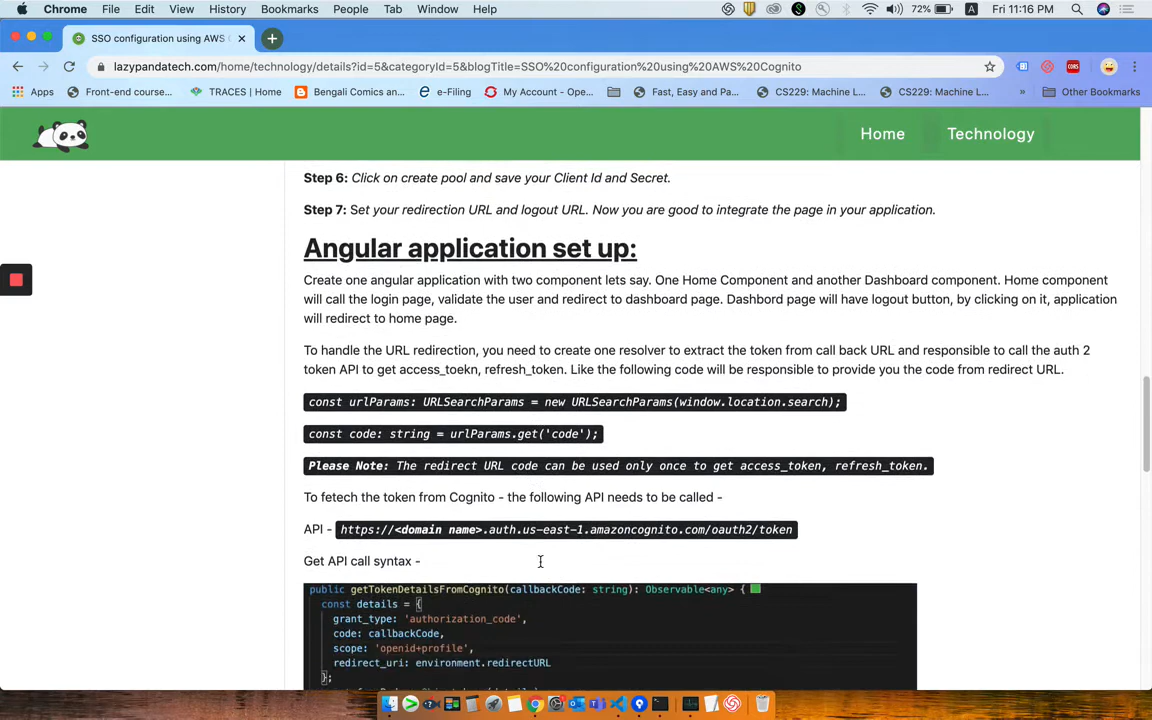 Chrome File Edit View History Bookmarks People Tab Window Help 72% A Fri 11:16 PM
SSO configuration using AWS
lazypandatech.com/home/technology/details?id=5&categoryId=5&blogTitle=SSO%20configuration%20using%20AWS%20Cognito
Apps Front-end course... TRACES | Home Bengali Comics an... e-Filing My Account - Ope... Fast, Easy and Pa... CS229: Machine L... CS229: Machine L... » Other Bookmarks
Home Technology
Step 6: Click on create pool and save your Client Id and Secret.
Step 7: Set your redirection URL and logout URL. Now you are good to integrate the page in your application.
Angular application set up:
Create one angular application with two component lets say. One Home Component and another Dashboard component. Home component
will call the login page, validate the user and redirect to dashboard page. Dashbord page will have logout button, by clicking on it, application
will redirect to home page.
To handle the URL redirection, you need to create one resolver to extract the token from call back URL and responsible to call the auth 2
token API to get access_toekn, refresh_token. Like the following code will be responsible to provide you the code from redirect URL.
const urlParams: URLSearchParams = new URLSearchParams(window.location.search);
const code: string = urlParams.get('code');
Please Note: The redirect URL code can be used only once to get access_token, refresh_token.
To fetech the token from Cognito - the following API needs to be called -
API - https://<domain name>.auth.us-east-1.amazoncognito.com/oauth2/token
Get API call syntax -
public getTokenDetailsFromCognito(callbackCode: string): Observable<any> {
const details = {
grant_type: 'authorization_code',
code: callbackCode,
scope: 'openid+profile',
redirect_uri: environment.redirectURL
};